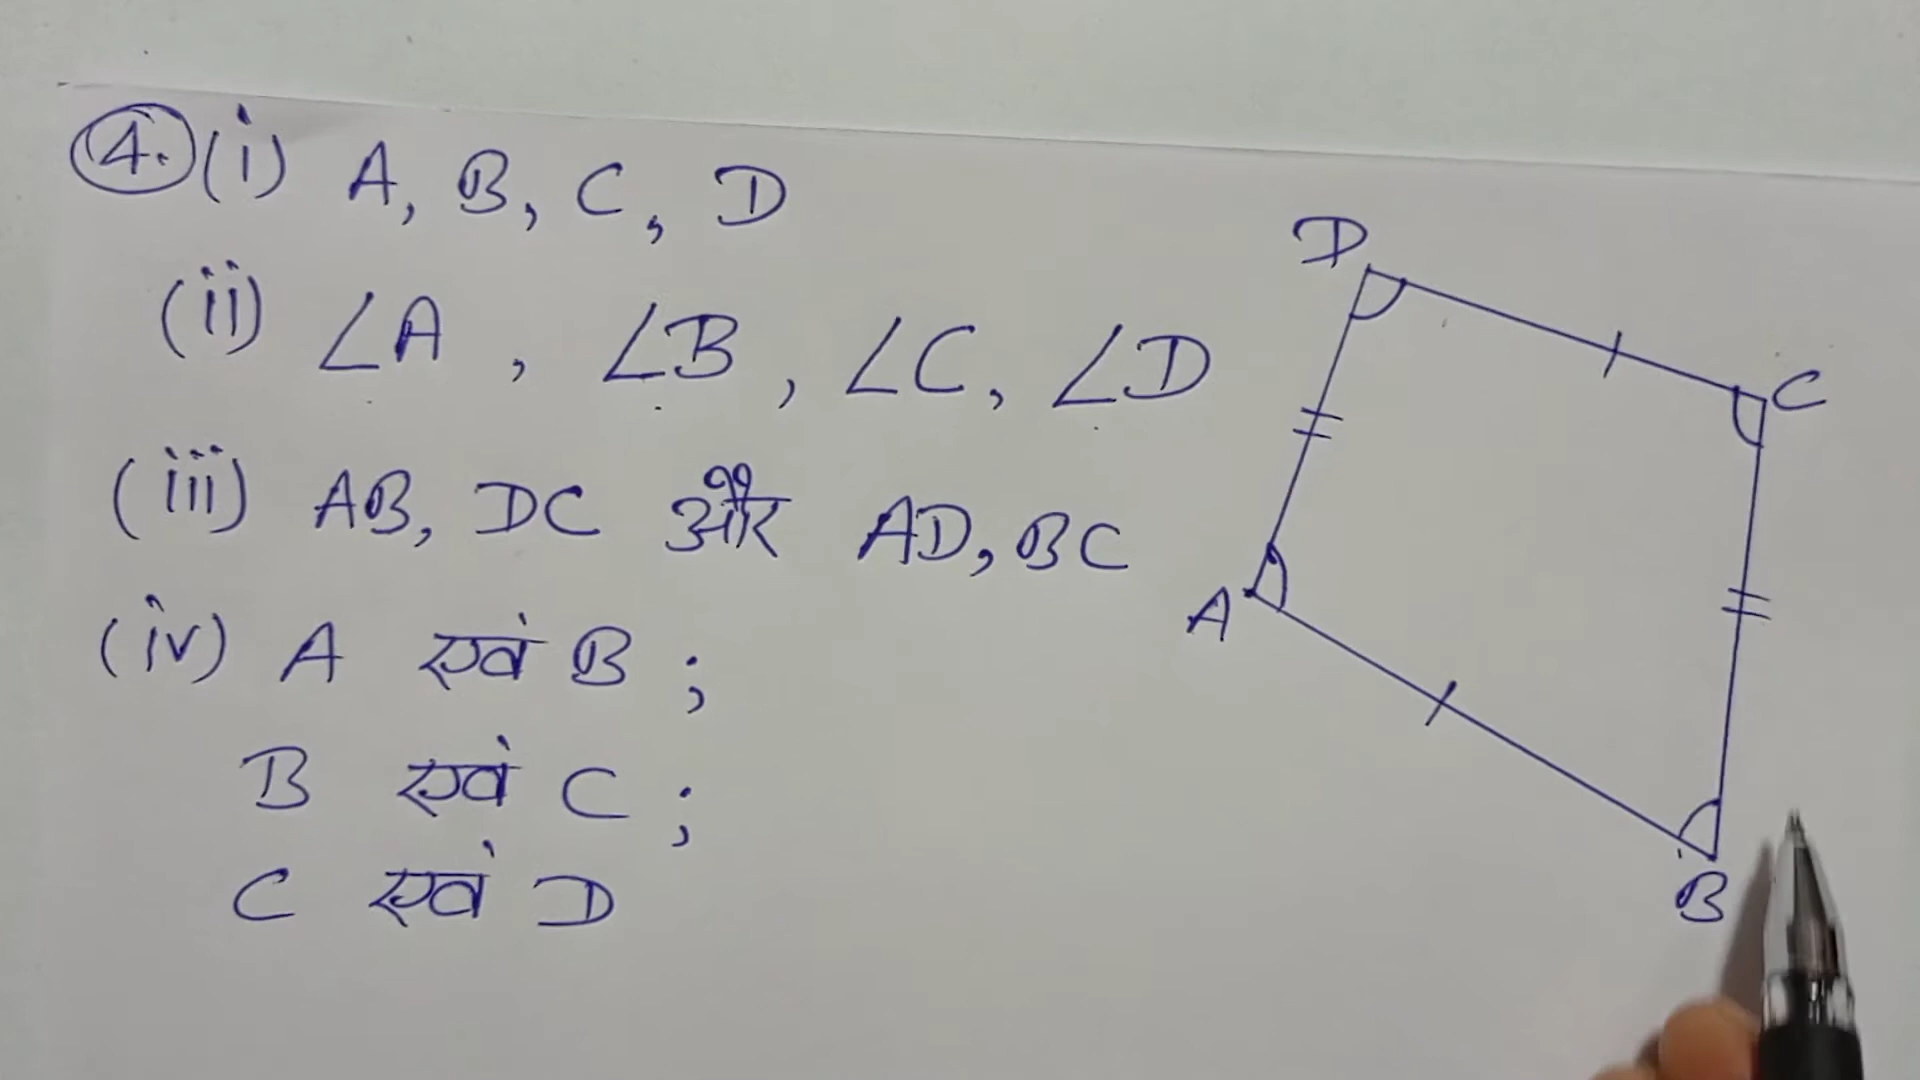 4. (i) A, B, C, D
(ii) ∠A , ∠B , ∠C, ∠D
(iii) AB, DC और AD, BC
(iv) A एवं B ;
B एवं C ;
C एवं D
D
C
A
B